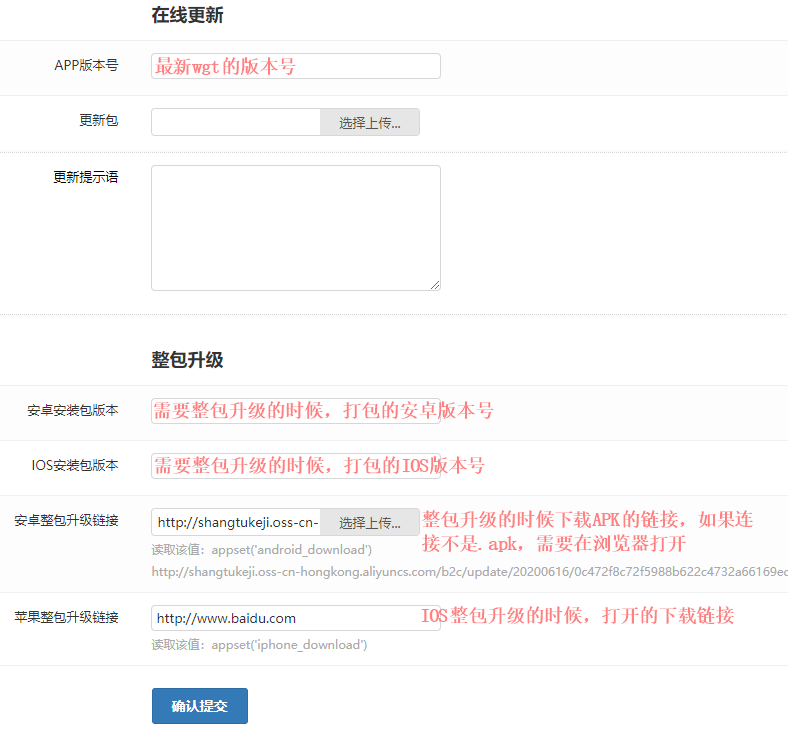 在线更新
APP版本号
最新wgt的版本号
更新包
选择上传...
更新提示语
整包升级
安卓安装包版本
需要整包升级的时候，打包的安卓版本号
IOS安装包版本
需要整包升级的时候，打包的IOS版本号
安卓整包升级链接
http://shangtukeji.oss-cn-
选择上传...
整包升级的时候下载APK的链接，如果连
接不是.apk，需要在浏览器打开
读取该值：appset('android_download')
http://shangtukeji.oss-cn-hongkong.aliyuncs.com/b2c/update/20200616/0c472f8c72f5988b622c4732a66169ec
苹果整包升级链接
http://www.baidu.com
IOS整包升级的时候，打开的下载链接
读取该值：appset('iphone_download')
确认提交